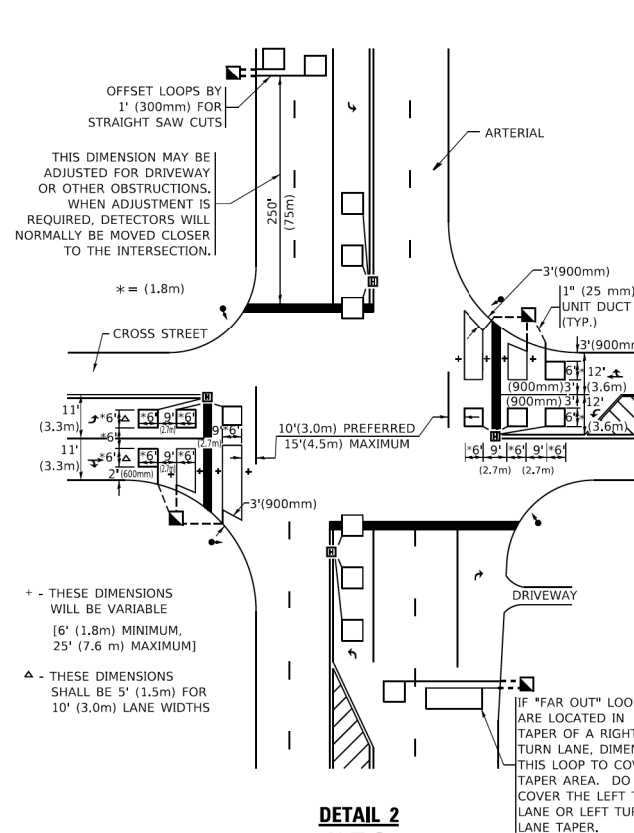 OFFSET LOOPS BY
1' (300mm) FOR
STRAIGHT SAW CUTS
THIS DIMENSION MAY BE
ADJUSTED FOR DRIVEWAY
OR OTHER OBSTRUCTIONS.
WHEN ADJUSTMENT IS
REQUIRED, DETECTORS WILL
NORMALLY BE MOVED CLOSER
TO THE INTERSECTION.
250'
(75m)
ARTERIAL
* = (1.8m)
CROSS STREET
3'(900mm)
1" (25 mm)
UNIT DUCT
(TYP.)
3'(900mm
6'* 12'
(3.6m)
(900mm) 3'
(900mm) 3' 12'
6'*
(3.6m)
*6' 9' *6' 9' *6'
(2.7m) (2.7m)
11'
(3.3m)
*6' Δ *6' 9' *6'
(2.7m)
9' *6'
(2.7m)
*6'
11'
(3.3m)
*6' Δ *6' 9' *6'
(2.7m)
2' (600mm)
10'(3.0m) PREFERRED
15'(4.5m) MAXIMUM
3'(900mm)
+ - THESE DIMENSIONS
WILL BE VARIABLE
[6' (1.8m) MINIMUM,
25' (7.6 m) MAXIMUM]
Δ - THESE DIMENSIONS
SHALL BE 5' (1.5m) FOR
10' (3.0m) LANE WIDTHS
DRIVEWAY
IF "FAR OUT" LOO
ARE LOCATED IN
TAPER OF A RIGHT
TURN LANE, DIMEN
THIS LOOP TO COV
TAPER AREA. DO
COVER THE LEFT T
LANE OR LEFT TUR
LANE TAPER.
DETAIL 2